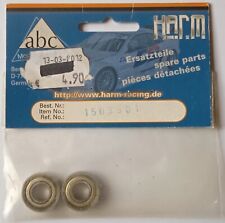 abc
HARM
13-03-2012
4.90
Ersatzteile
spare parts
pièces détachées
http://www.harm-racing.de
Best. Nr.:
Item No.:
Ref. No.: